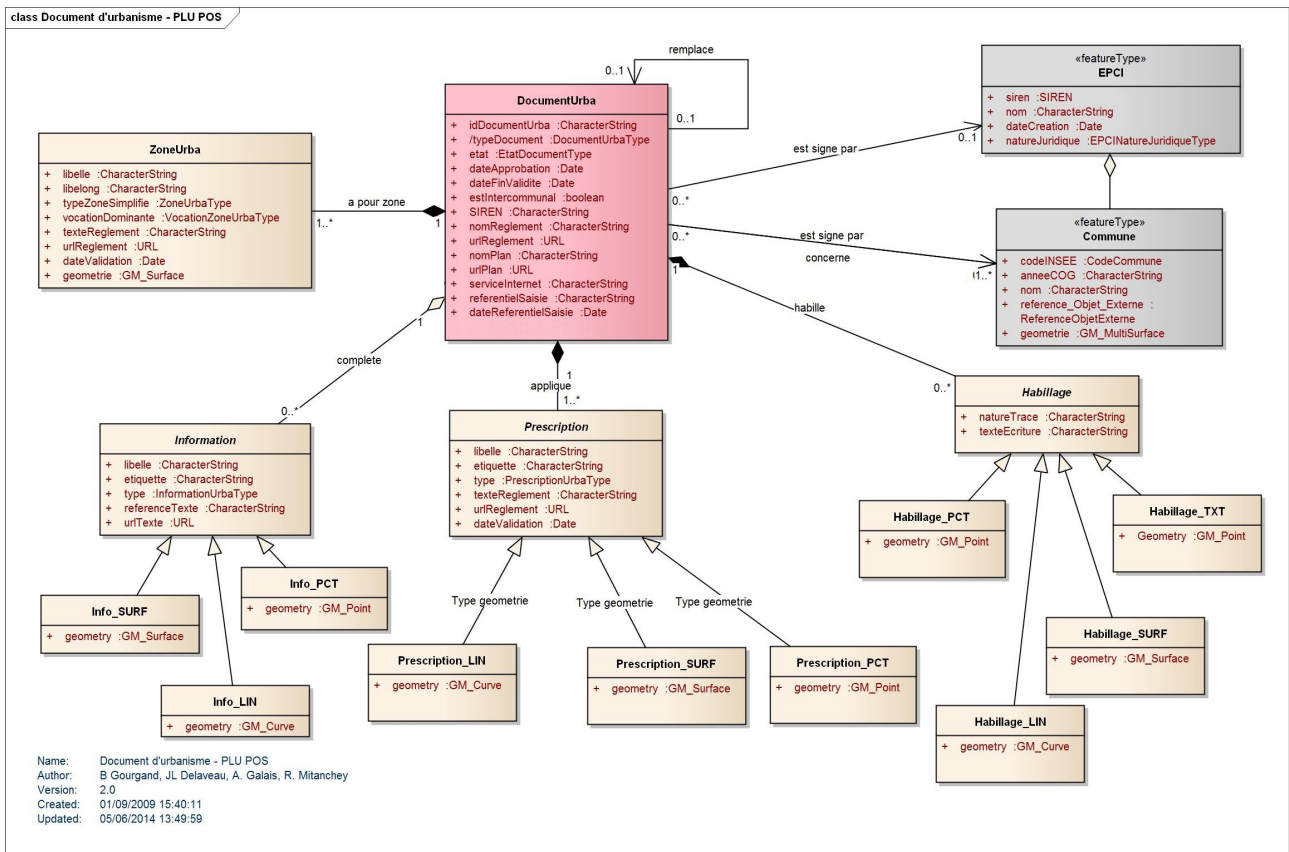 class Document d'urbanisme - PLU POS
remplace
0..1
0..1
DocumentUrba
+ idDocumentUrba :CharacterString
+ /typeDocument :DocumentUrbaType
+ etat :EtatDocumentType
+ dateApprobation :Date
+ dateFinValidite :Date
+ estIntercommunal :boolean
+ SIREN :CharacterString
+ nomReglement :CharacterString
+ urlReglement :URL
+ nomPlan :CharacterString
+ urlPlan :URL
+ serviceInternet :CharacterString
+ referentielSaisie :CharacterString
+ dateReferentielSaisie :Date
«featureType»
EPCI
+ siren :SIREN
+ nom :CharacterString
+ dateCreation :Date
+ natureJuridique :EPCINatureJuridiqueType
est signe par
0..1
0..*
ZoneUrba
+ libelle :CharacterString
+ libelong :CharacterString
+ typeZoneSimplifie :ZoneUrbaType
+ vocationDominante :VocationZoneUrbaType
+ texteReglement :CharacterString
+ urlReglement :URL
+ dateValidation :Date
+ geometrie :GM_Surface
a pour zone
1..*
1
«featureType»
Commune
+ codeINSEE :CodeCommune
+ anneeCOG :CharacterString
+ nom :CharacterString
+ reference_Objet_Externe :
ReferenceObjetExterne
+ geometrie :GM_MultiSurface
0..*
est signe par
concerne
1..*
1
habille
0..*
1
complete
0..*
1
applique
1..*
Habillage
+ natureTrace :CharacterString
+ texteEcriture :CharacterString
Information
+ libelle :CharacterString
+ etiquette :CharacterString
+ type :InformationUrbaType
+ referenceTexte :CharacterString
+ urlTexte :URL
Prescription
+ libelle :CharacterString
+ etiquette :CharacterString
+ type :PrescriptionUrbaType
+ texteReglement :CharacterString
+ urlReglement :URL
+ dateValidation :Date
Habillage_PCT
+ geometry :GM_Point
Habillage_TXT
+ Geometry :GM_Point
Info_PCT
+ geometry :GM_Point
Info_SURF
+ geometry :GM_Surface
Type geometrie
Type geometrie
Type geometrie
Habillage_SURF
+ geometry :GM_Surface
Prescription_LIN
+ geometry :GM_Curve
Prescription_SURF
+ geometry :GM_Surface
Prescription_PCT
+ geometry :GM_Point
Info_LIN
+ geometry :GM_Curve
Habillage_LIN
+ geometry :GM_Curve
Name: Document d'urbanisme - PLU POS
Author: B Gourgand, JL Delaveau, A. Galais, R. Mitanchey
Version: 2.0
Created: 01/09/2009 15:40:11
Updated: 05/06/2014 13:49:59